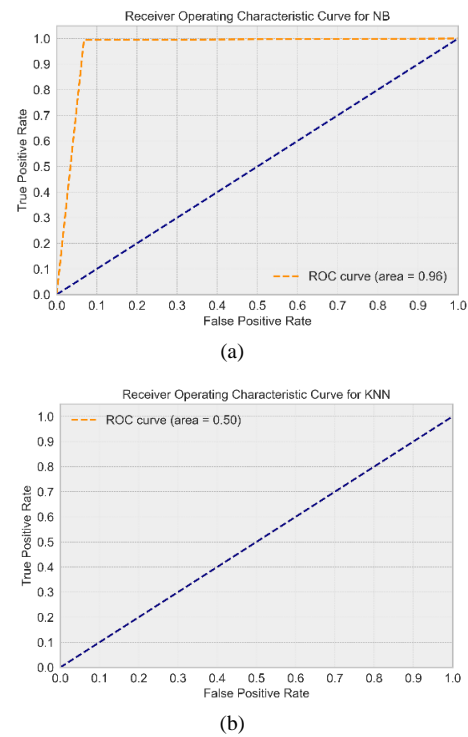 Receiver Operating Characteristic Curve for NB
1.0
0.9
0.8
0.7
0.6
0.5
0.4
0.3
0.2
0.1
0.0
True Positive Rate
ROC curve (area = 0.96)
0.0 0.1 0.2 0.3 0.4 0.5 0.6 0.7 0.8 0.9 1.0
False Positive Rate
(a)
Receiver Operating Characteristic Curve for KNN
1.0
0.9
0.8
0.7
0.6
0.5
0.4
0.3
0.2
0.1
0.0
True Positive Rate
ROC curve (area = 0.50)
0.0 0.1 0.2 0.3 0.4 0.5 0.6 0.7 0.8 0.9 1.0
False Positive Rate
(b)